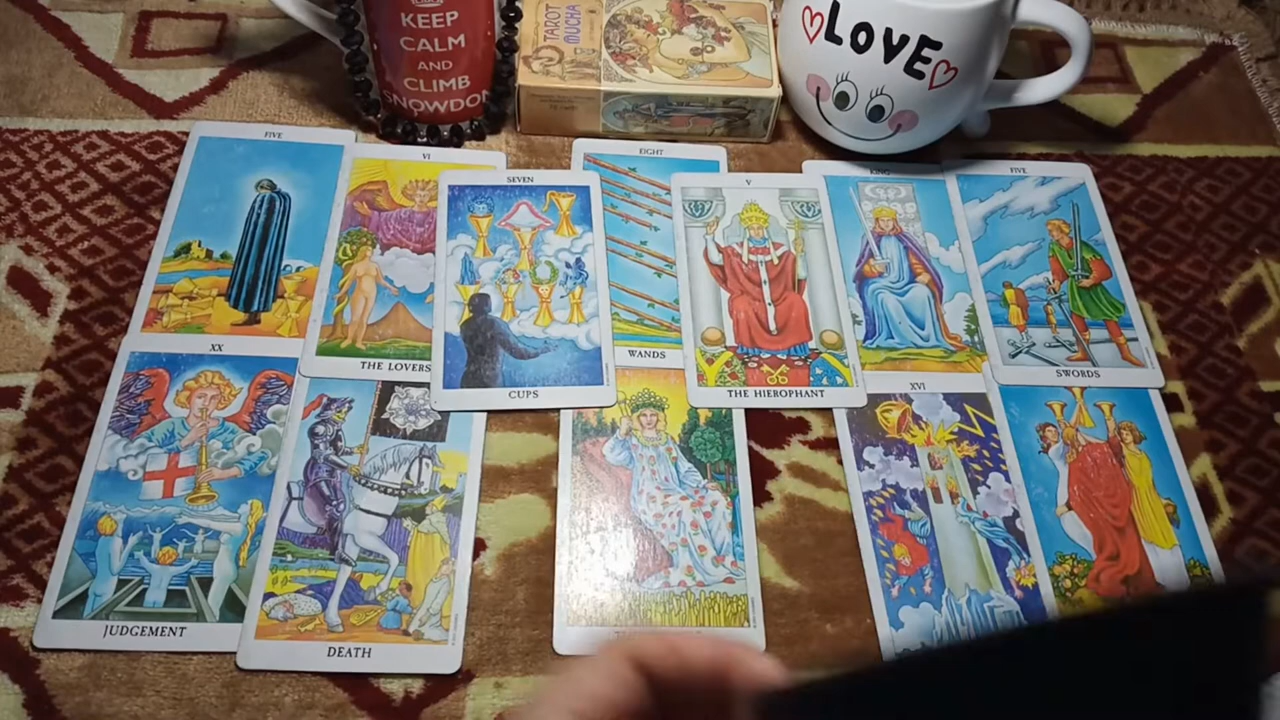 KEEP
CALM
AND
CLIMB
SNOWDON
TAROT
MUCHA
LOVE
FIVE
VI
THE LOVERS
SEVEN
CUPS
EIGHT
WANDS
V
THE HIEROPHANT
KING
FIVE
SWORDS
XX
JUDGEMENT
DEATH
XVI